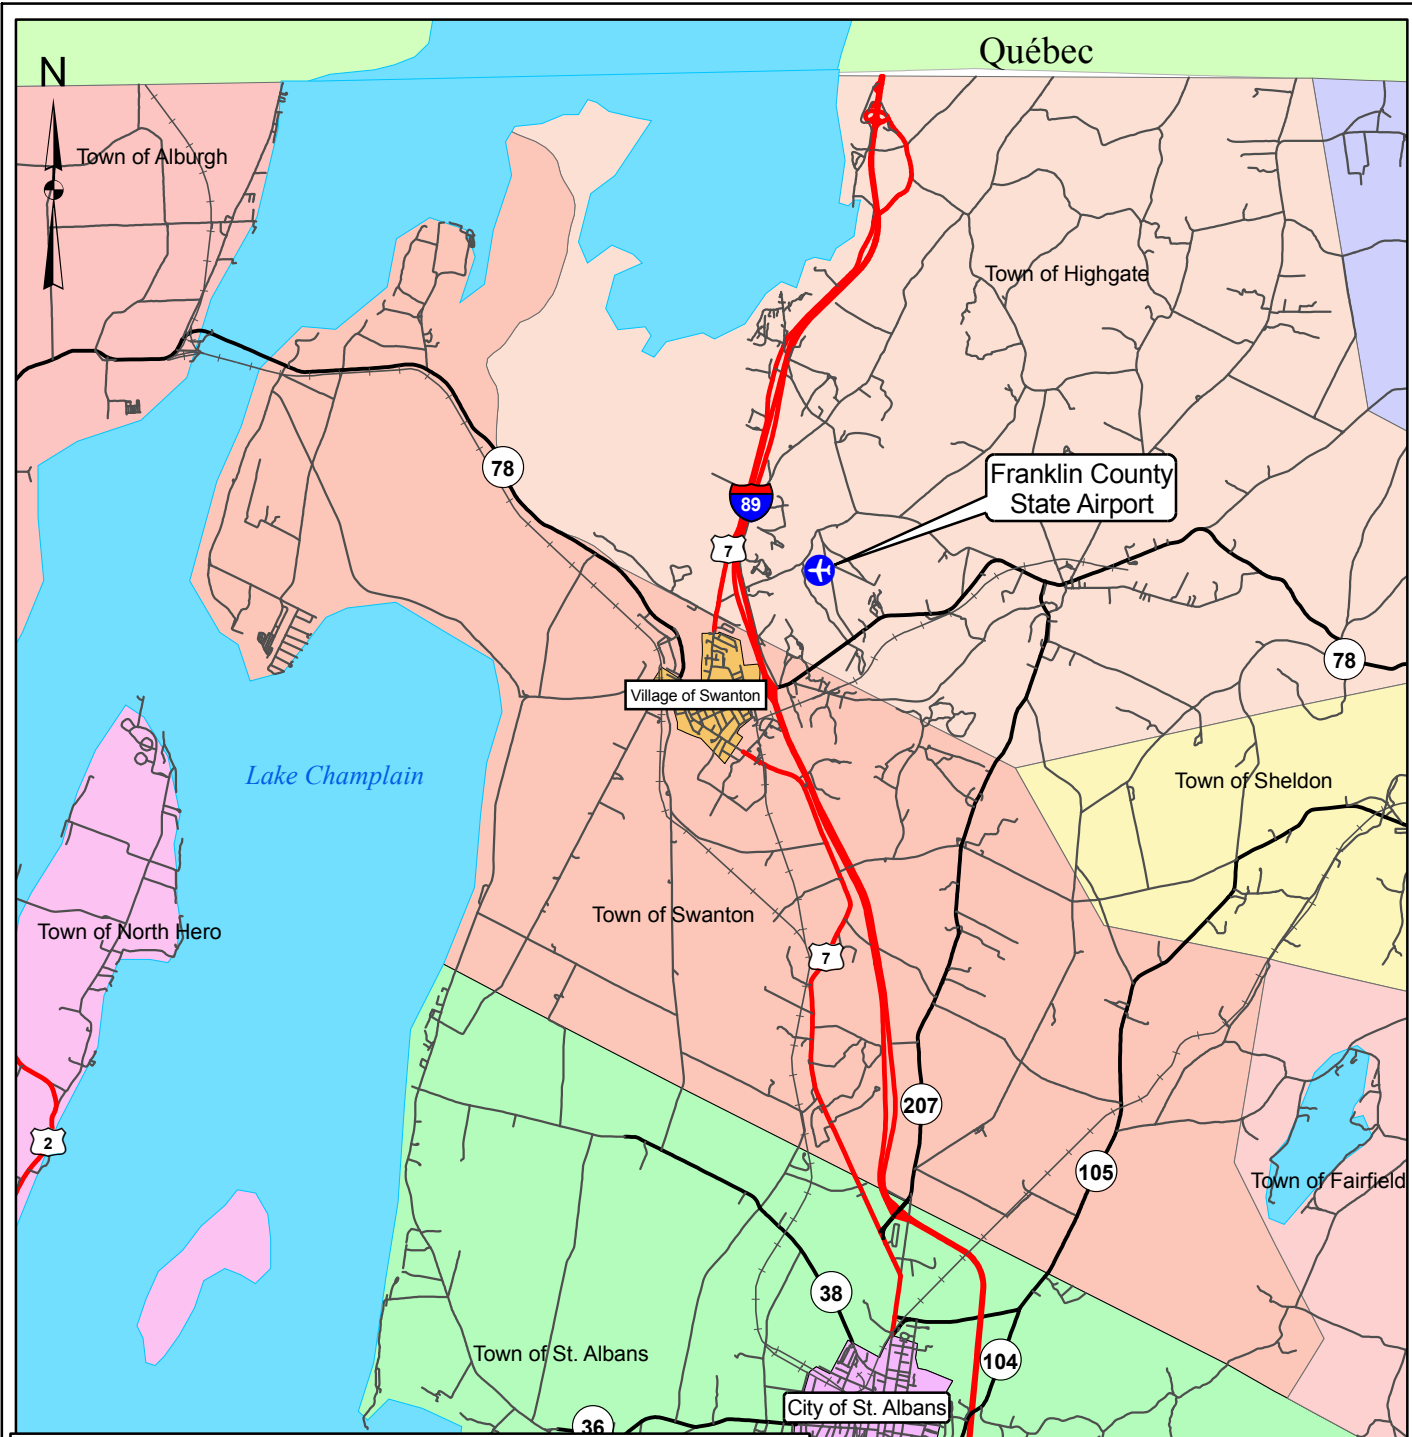 Québec
N
Town of Alburgh
Town of Highgate
78
Franklin County
State Airport
89
7
78
Village of Swanton
Lake Champlain
Town of Sheldon
Town of Swanton
Town of North Hero
7
207
2
105
Town of Fairfield
38
Town of St. Albans
104
City of St. Albans
36